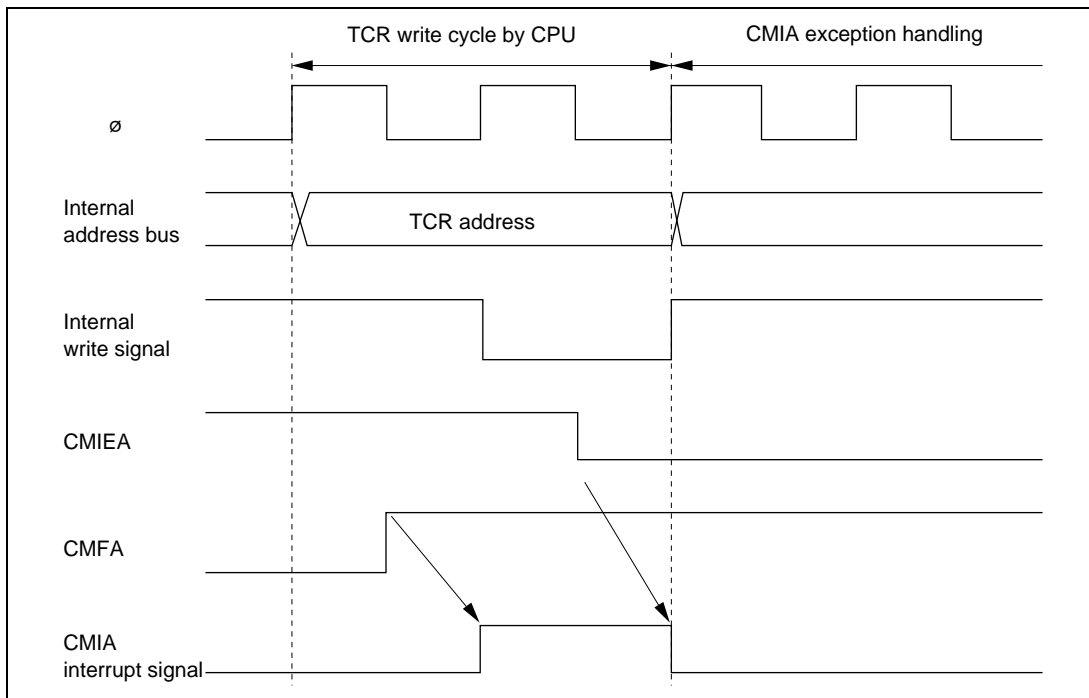 TCR write cycle by CPU
CMIA exception handling
ø
Internal
address bus
TCR address
Internal
write signal
CMIEA
CMFA
CMIA
interrupt signal